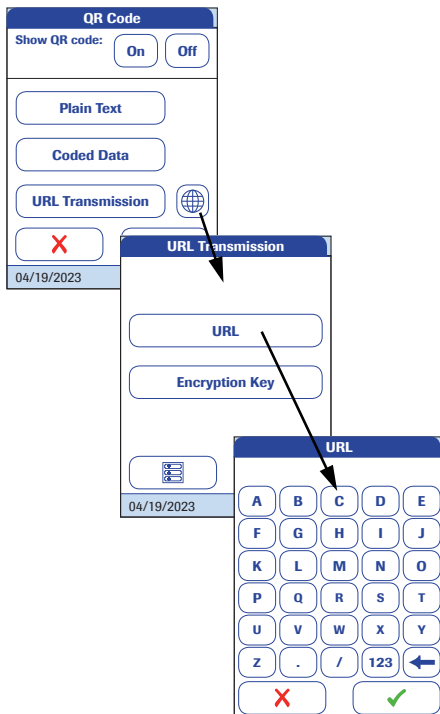 QR Code
Show QR code:
On Off
Plain Text
Coded Data
URL Transmission
04/19/2023
URL Transmission
URL
Encryption Key
04/19/2023
URL
A B C D E
F G H I J
K L M N O
P Q R S T
U V W X Y
Z . / 123